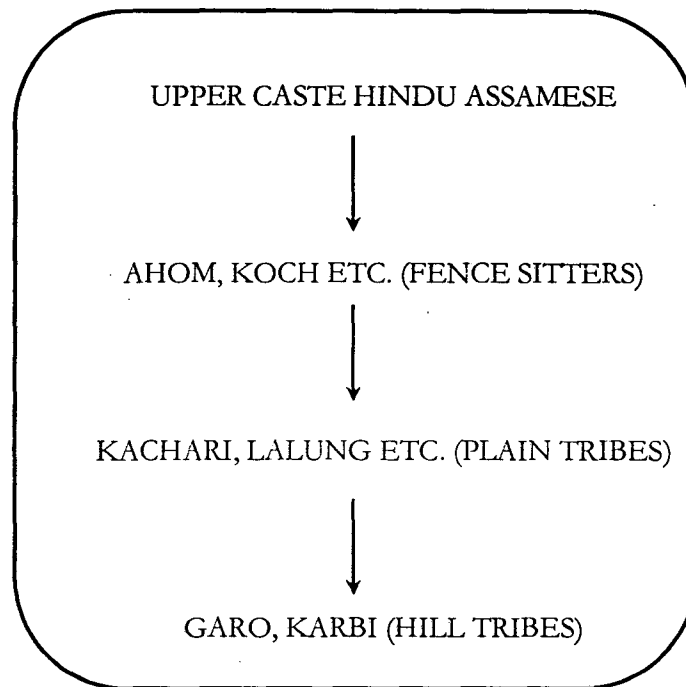 UPPER CASTE HINDU ASSAMESE
AHOM, KOCH ETC. (FENCE SITTERS)
KACHARI, LALUNG ETC. (PLAIN TRIBES)
GARO, KARBI (HILL TRIBES)